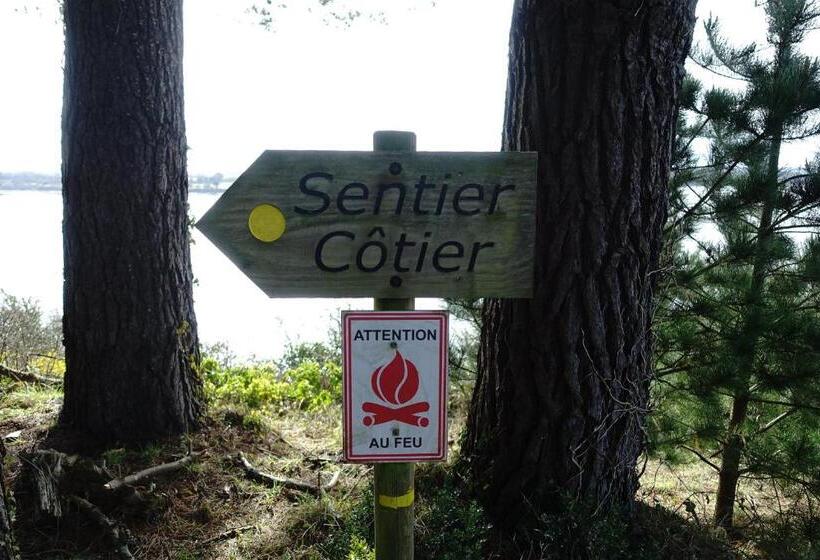 Sentier
Côtier
ATTENTION
AU FEU